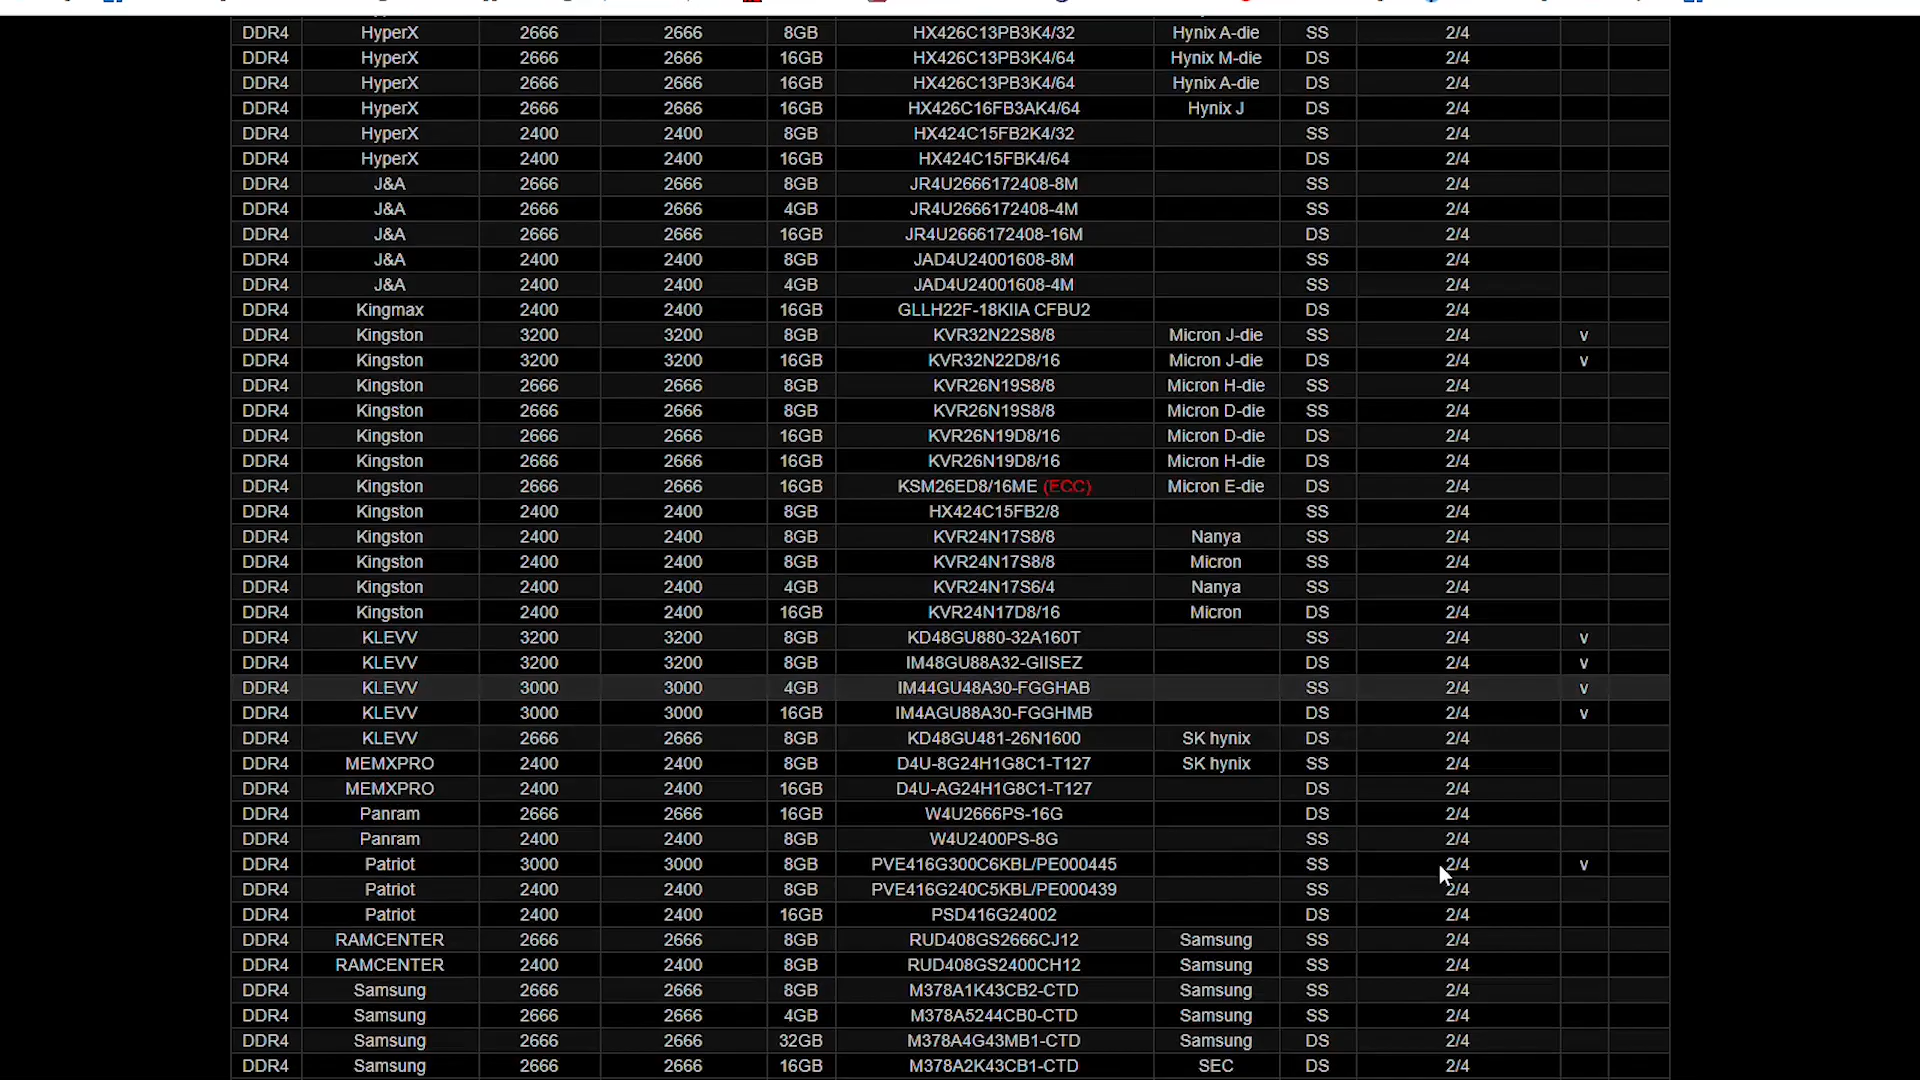 DDR4 HyperX 2666 2666 8GB HX426C13PB3K4/32 Hynix A-die SS 2/4
DDR4 HyperX 2666 2666 16GB HX426C13PB3K4/64 Hynix M-die DS 2/4
DDR4 HyperX 2666 2666 16GB HX426C13PB3K4/64 Hynix A-die DS 2/4
DDR4 HyperX 2666 2666 16GB HX426C16FB3AK4/64 Hynix J DS 2/4
DDR4 HyperX 2400 2400 8GB HX424C15FB2K4/32 SS 2/4
DDR4 HyperX 2400 2400 16GB HX424C15FBK4/64 DS 2/4
DDR4 J&A 2666 2666 8GB JR4U2666172408-8M SS 2/4
DDR4 J&A 2666 2666 4GB JR4U2666172408-4M SS 2/4
DDR4 J&A 2666 2666 16GB JR4U2666172408-16M DS 2/4
DDR4 J&A 2400 2400 8GB JAD4U24001608-8M SS 2/4
DDR4 J&A 2400 2400 4GB JAD4U24001608-4M SS 2/4
DDR4 Kingmax 2400 2400 16GB GLLH22F-18KIIA CFBU2 DS 2/4
DDR4 Kingston 3200 3200 8GB KVR32N22S8/8 Micron J-die SS 2/4 v
DDR4 Kingston 3200 3200 16GB KVR32N22D8/16 Micron J-die DS 2/4 v
DDR4 Kingston 2666 2666 8GB KVR26N19S8/8 Micron H-die SS 2/4
DDR4 Kingston 2666 2666 8GB KVR26N19S8/8 Micron D-die SS 2/4
DDR4 Kingston 2666 2666 16GB KVR26N19D8/16 Micron D-die DS 2/4
DDR4 Kingston 2666 2666 16GB KVR26N19D8/16 Micron H-die DS 2/4
DDR4 Kingston 2666 2666 16GB KSM26ED8/16ME (ECC) Micron E-die DS 2/4
DDR4 Kingston 2400 2400 8GB HX424C15FB2/8 SS 2/4
DDR4 Kingston 2400 2400 8GB KVR24N17S8/8 Nanya SS 2/4
DDR4 Kingston 2400 2400 8GB KVR24N17S8/8 Micron SS 2/4
DDR4 Kingston 2400 2400 4GB KVR24N17S6/4 Nanya SS 2/4
DDR4 Kingston 2400 2400 16GB KVR24N17D8/16 Micron DS 2/4
DDR4 KLEVV 3200 3200 8GB KD48GU880-32A160T SS 2/4 v
DDR4 KLEVV 3200 3200 8GB IM48GU88A32-GIISEZ DS 2/4 v
DDR4 KLEVV 3000 3000 4GB IM44GU48A30-FGGHAB SS 2/4 v
DDR4 KLEVV 3000 3000 16GB IM4AGU88A30-FGGHMB DS 2/4 v
DDR4 KLEVV 2666 2666 8GB KD48GU481-26N1600 SK hynix DS 2/4
DDR4 MEMXPRO 2400 2400 8GB D4U-8G24H1G8C1-T127 SK hynix SS 2/4
DDR4 MEMXPRO 2400 2400 16GB D4U-AG24H1G8C1-T127 DS 2/4
DDR4 Panram 2666 2666 16GB W4U2666PS-16G DS 2/4
DDR4 Panram 2400 2400 8GB W4U2400PS-8G SS 2/4
DDR4 Patriot 3000 3000 8GB PVE416G300C6KBL/PE000445 SS 2/4 v
DDR4 Patriot 2400 2400 8GB PVE416G240C5KBL/PE000439 SS 2/4
DDR4 Patriot 2400 2400 16GB PSD416G24002 DS 2/4
DDR4 RAMCENTER 2666 2666 8GB RUD408GS2666CJ12 Samsung SS 2/4
DDR4 RAMCENTER 2400 2400 8GB RUD408GS2400CH12 Samsung SS 2/4
DDR4 Samsung 2666 2666 8GB M378A1K43CB2-CTD Samsung SS 2/4
DDR4 Samsung 2666 2666 4GB M378A5244CB0-CTD Samsung SS 2/4
DDR4 Samsung 2666 2666 32GB M378A4G43MB1-CTD Samsung DS 2/4
DDR4 Samsung 2666 2666 16GB M378A2K43CB1-CTD SEC DS 2/4